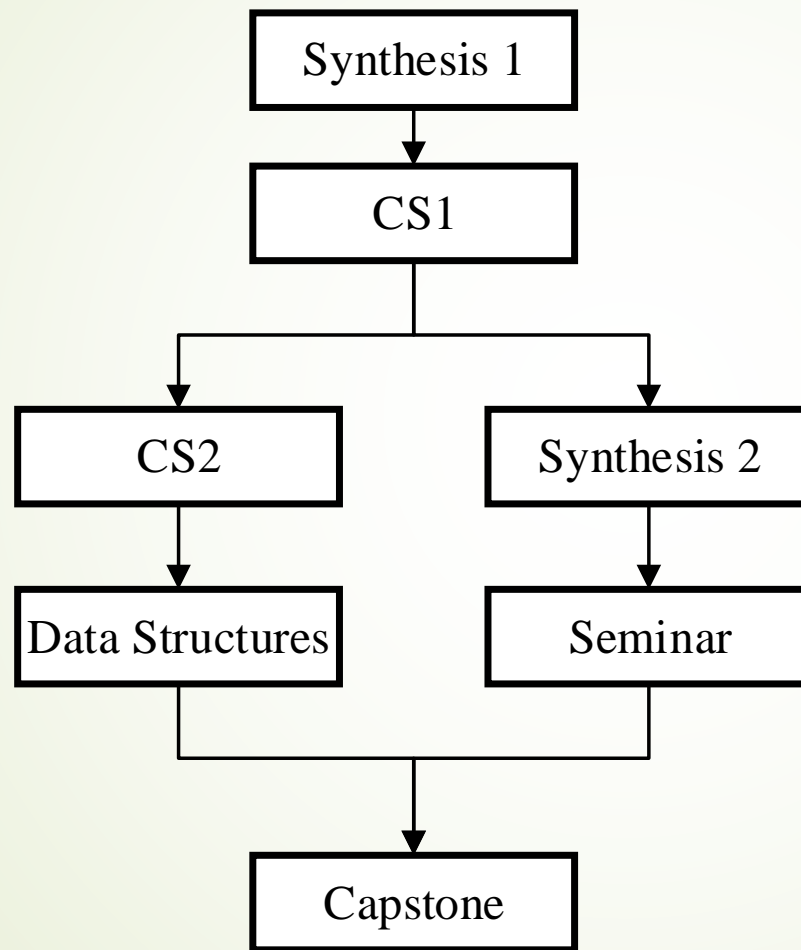 Synthesis 1
CS1
CS2
Synthesis 2
Data Structures
Seminar
Capstone